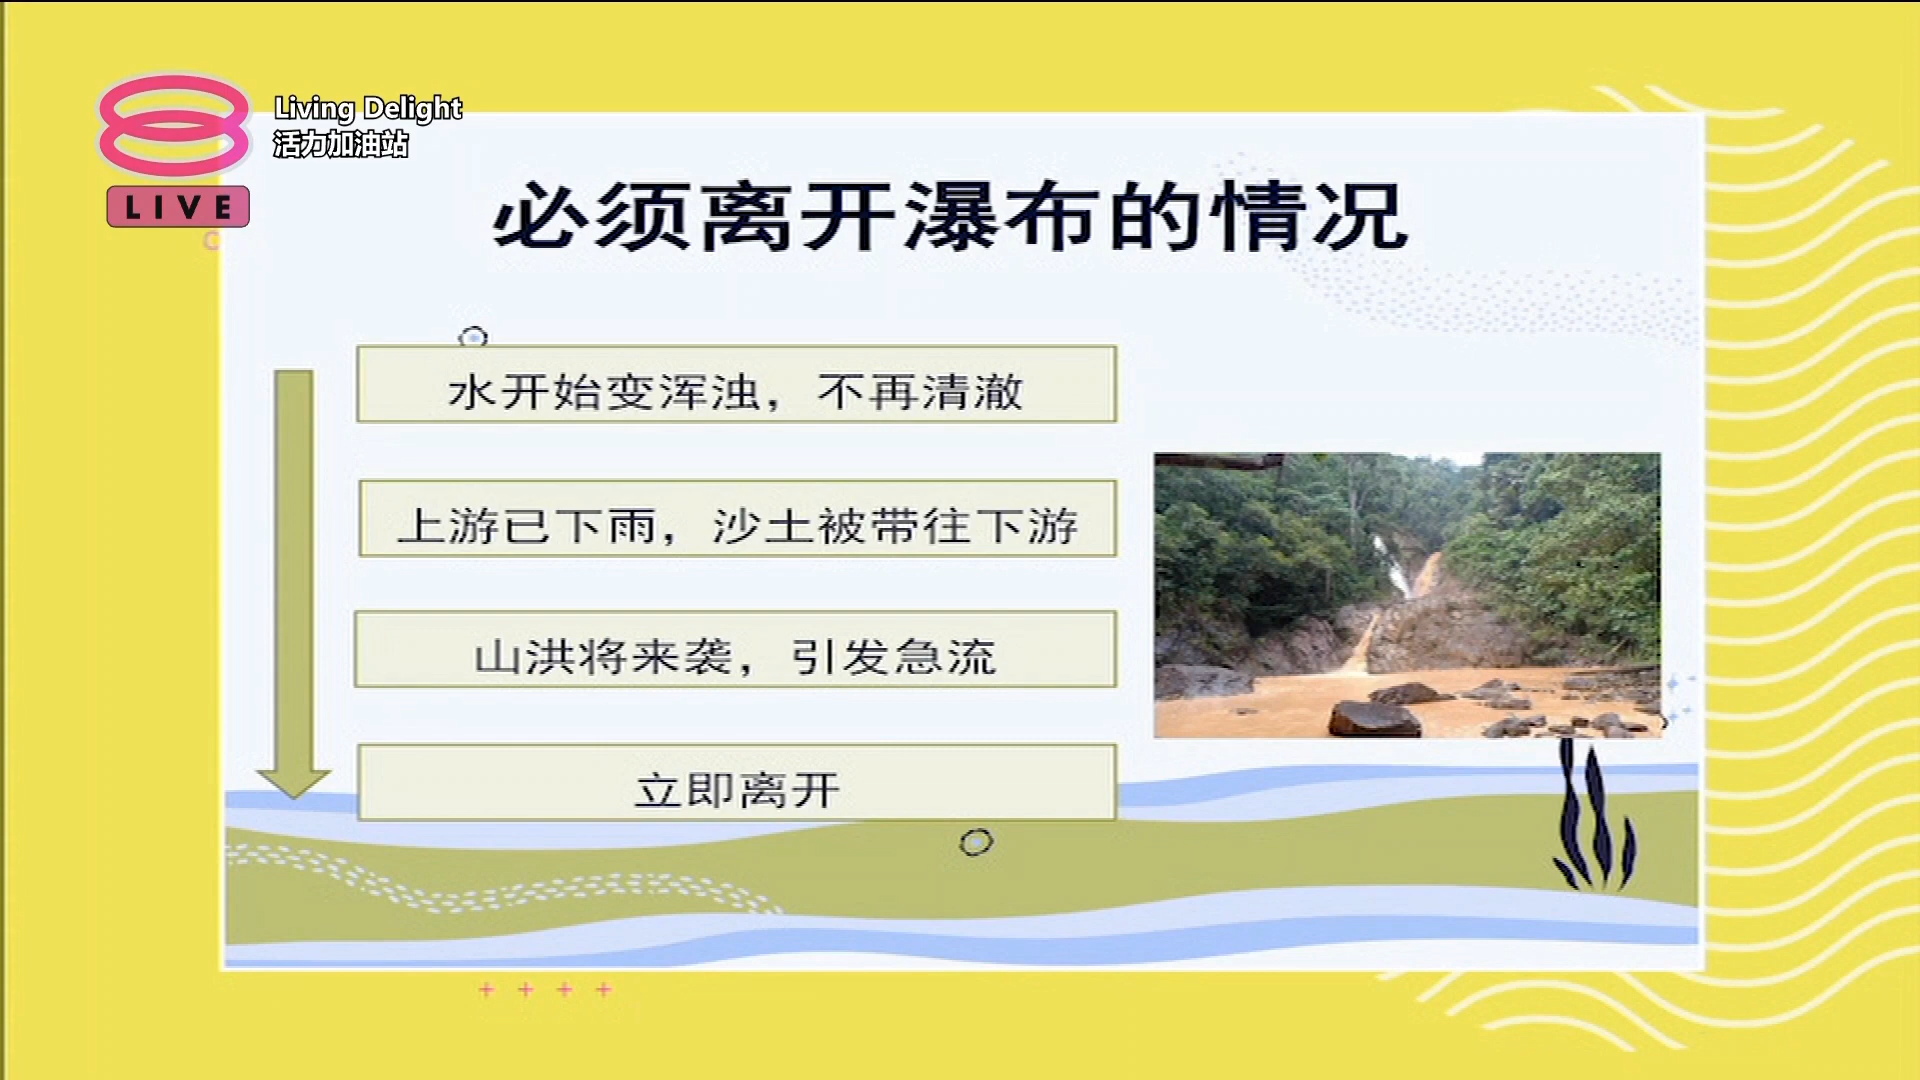 Living Delight
活力加油站
LIVE
必须离开瀑布的情况
水开始变浑浊，不再清澈
上游已下雨，沙土被带往下游
山洪将来袭，引发急流
立即离开